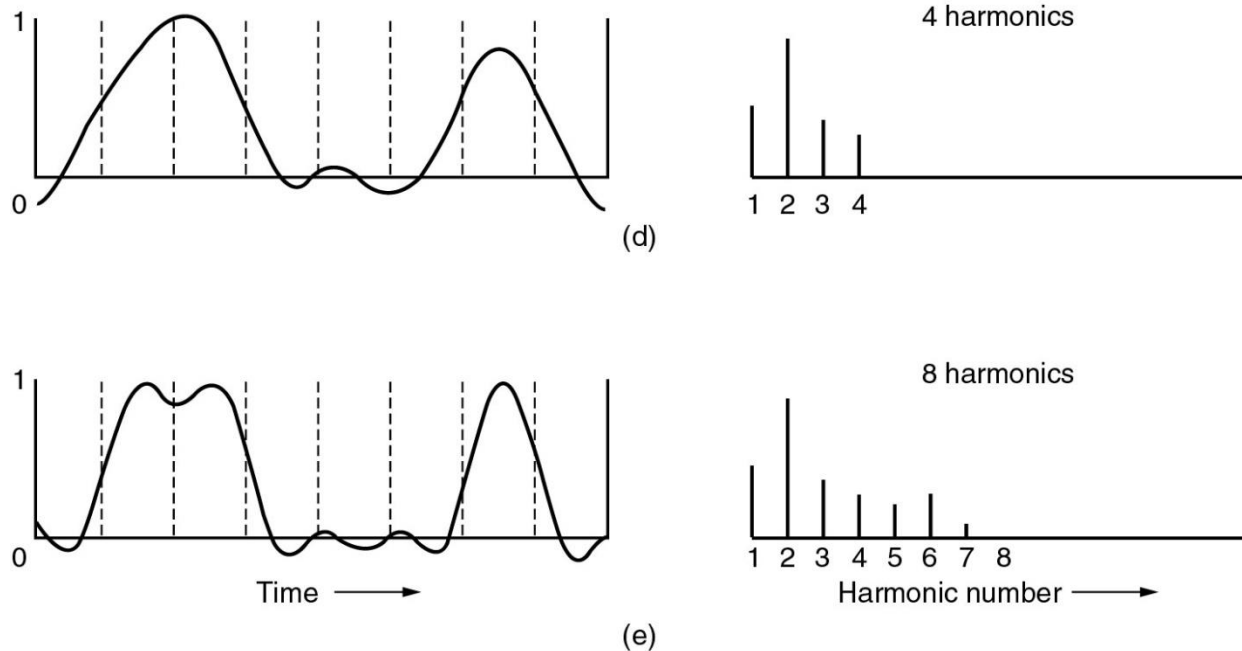 1
0
4 harmonics
1 2 3 4
(d)
1
0
Time
8 harmonics
1 2 3 4 5 6 7 8
Harmonic number
(e)